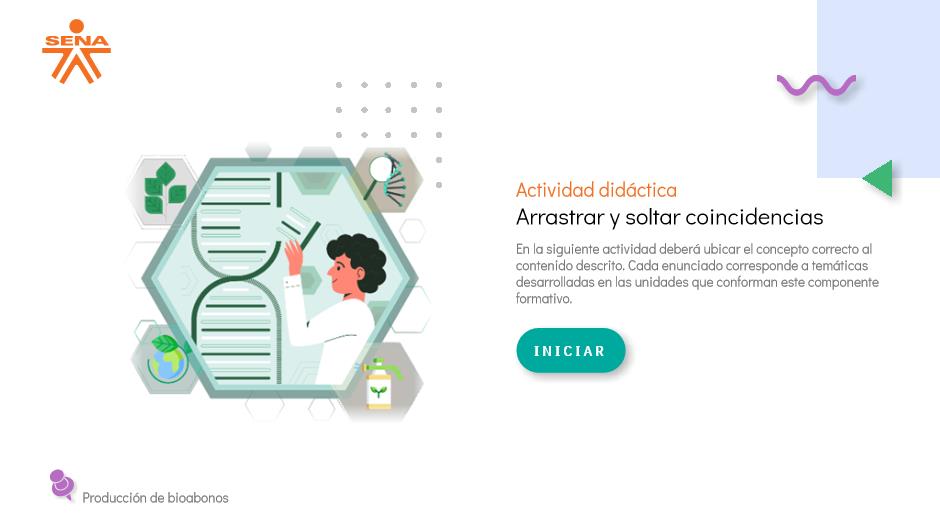 SENA
Actividad didáctica
Arrastrar y soltar coincidencias
En la siguiente actividad deberá ubicar el concepto correcto al
contenido descrito. Cada enunciado corresponde a temáticas
desarrolladas en las unidades que conforman este componente
formativo.
INICIAR
Producción de bioabonos